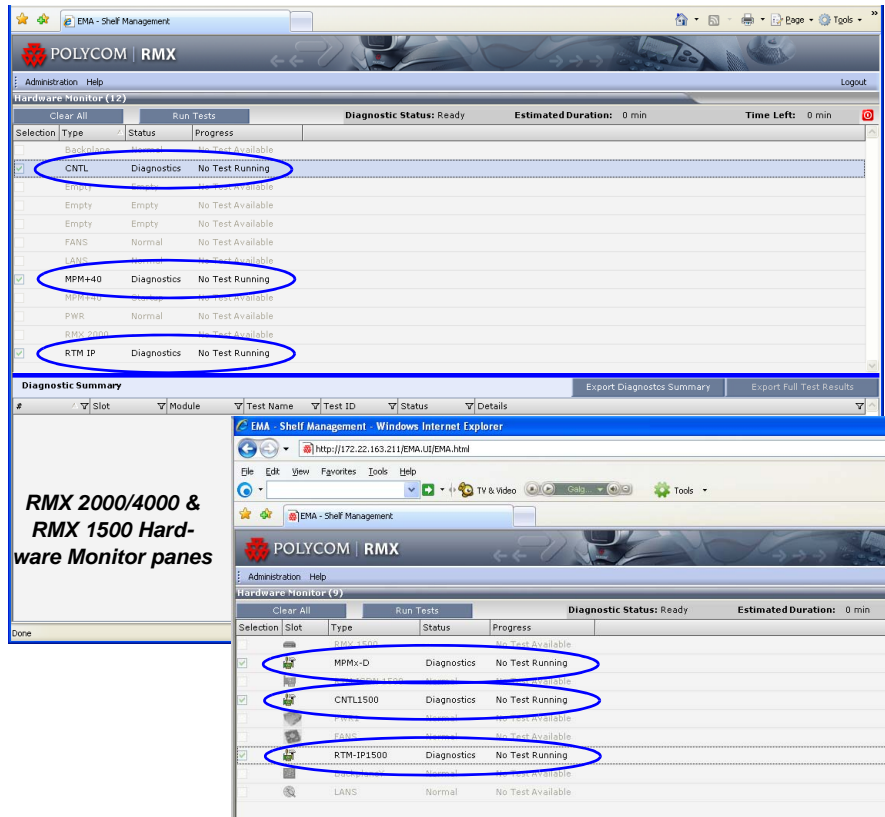 EMA - Shelf Management
Page
Tools
POLYCOM | RMX
Administration Help
Logout
Hardware Monitor (12)
Clear All Run Tests Diagnostic Status: Ready Estimated Duration: 0 min Time Left: 0 min
Selection Type Status Progress
Backplane Normal No Test Available
CNTL Diagnostics No Test Running
Empty Empty No Test Available
Empty Empty No Test Available
Empty Empty No Test Available
FANS Normal No Test Available
LANS Normal No Test Available
MPM+40 Diagnostics No Test Running
MPM+40 Startup No Test Available
PWR Normal No Test Available
RMX 2000 No Test Available
RTM IP Diagnostics No Test Running
Diagnostic Summary Export Diagnostcs Summary Export Full Test Results
# Slot Module Test Name Test ID Status Details
RMX 2000/4000 &
RMX 1500 Hard-
ware Monitor panes
Done
EMA - Shelf Management - Windows Internet Explorer
http://172.22.163.211/EMA.UI/EMA.html
File Edit View Favorites Tools Help
TV & Video Galg... Tools
EMA - Shelf Management
POLYCOM | RMX
Administration Help
Hardware Monitor (9)
Clear All Run Tests Diagnostic Status: Ready Estimated Duration: 0 min
Selection Slot Type Status Progress
RMX 1500 No Test Available
MPMx-D Diagnostics No Test Running
1500 Normal No Test Available
CNTL1500 Diagnostics No Test Running
Normal No Test Available
FANS Normal No Test Available
RTM-IP1500 Diagnostics No Test Running
Normal No Test Available
LANS Normal No Test Available